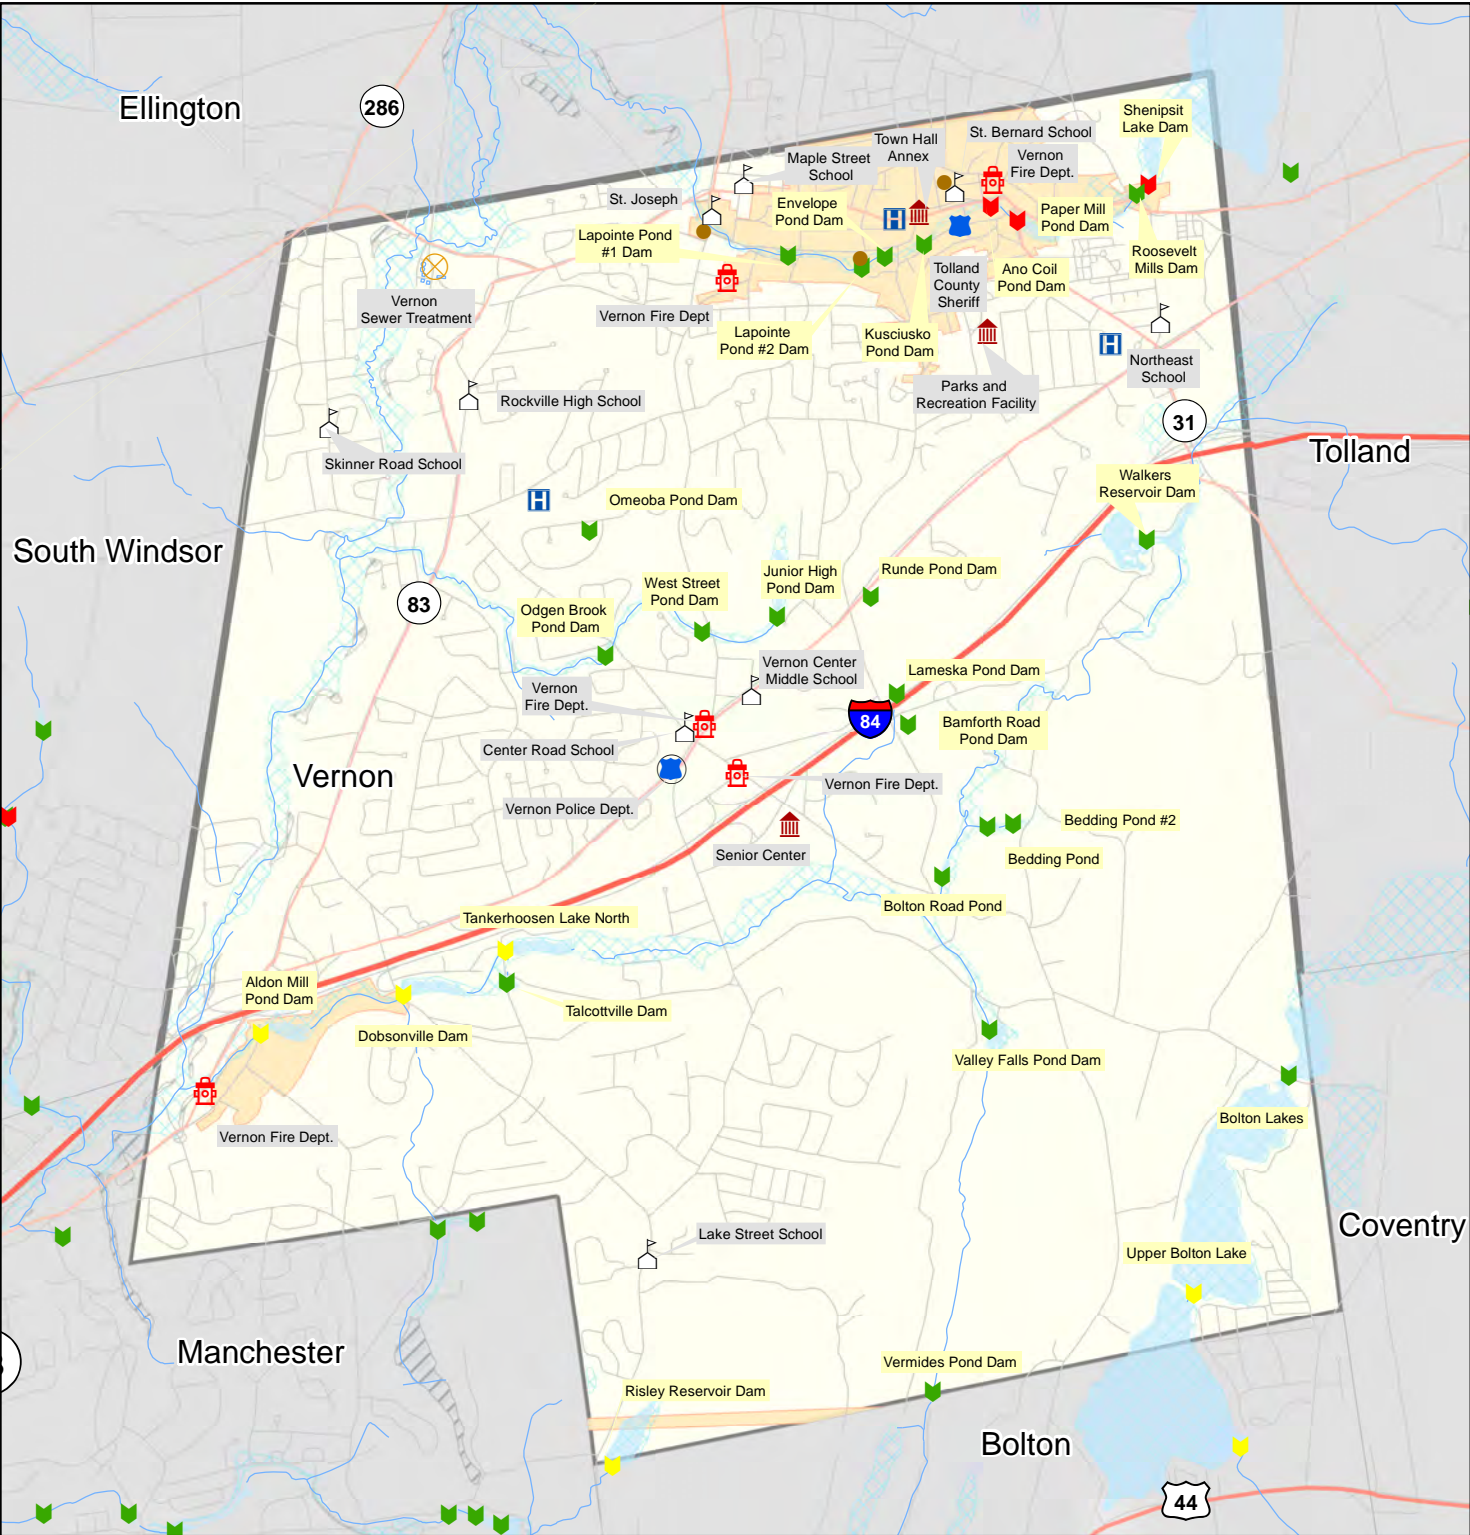 Ellington
286
Shenipsit
Lake Dam
St. Bernard School
Town Hall
Annex
Vernon
Fire Dept.
Maple Street
School
St. Joseph
Envelope
Pond Dam
Paper Mill
Pond Dam
Lapointe Pond
#1 Dam
Roosevelt
Mills Dam
Tolland
County
Sheriff
Ano Coil
Pond Dam
Vernon
Sewer Treatment
Vernon Fire Dept
Lapointe
Pond #2 Dam
Kusciusko
Pond Dam
H
H
Northeast
School
Parks and
Recreation Facility
Rockville High School
31
Skinner Road School
Tolland
Walkers
Reservoir Dam
H
Omeoba Pond Dam
South Windsor
Junior High
Pond Dam
Runde Pond Dam
West Street
Pond Dam
83
Odgen Brook
Pond Dam
Vernon Center
Middle School
Lameska Pond Dam
Vernon
Fire Dept.
84
Bamforth Road
Pond Dam
Center Road School
Vernon
Vernon Fire Dept.
Vernon Police Dept.
Bedding Pond #2
Senior Center
Bedding Pond
Bolton Road Pond
Tankerhoosen Lake North
Aldon Mill
Pond Dam
Talcottville Dam
Dobsonville Dam
Valley Falls Pond Dam
Bolton Lakes
Vernon Fire Dept.
Lake Street School
Coventry
Upper Bolton Lake
Manchester
Vermides Pond Dam
Risley Reservoir Dam
Bolton
44